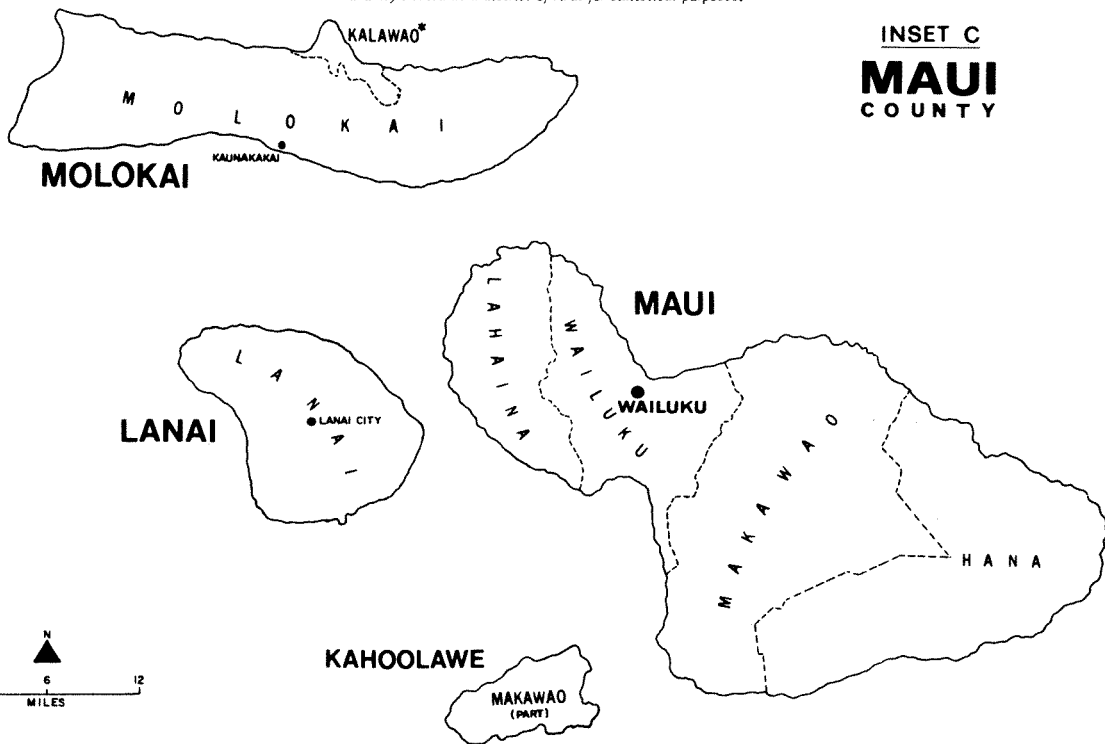 KALAWAO*
INSET C
MAUI
COUNTY
MOLOKAI
KAUNAKAKAI
MOLOKAI
LAHAINA
WAILUKU
MAUI
LANAI
LANAI CITY
LANAI
WAILUKU
MAKAWAO
HANA
KAHOOLAWE
MAKAWAO
(PART)
N
6 12
MILES